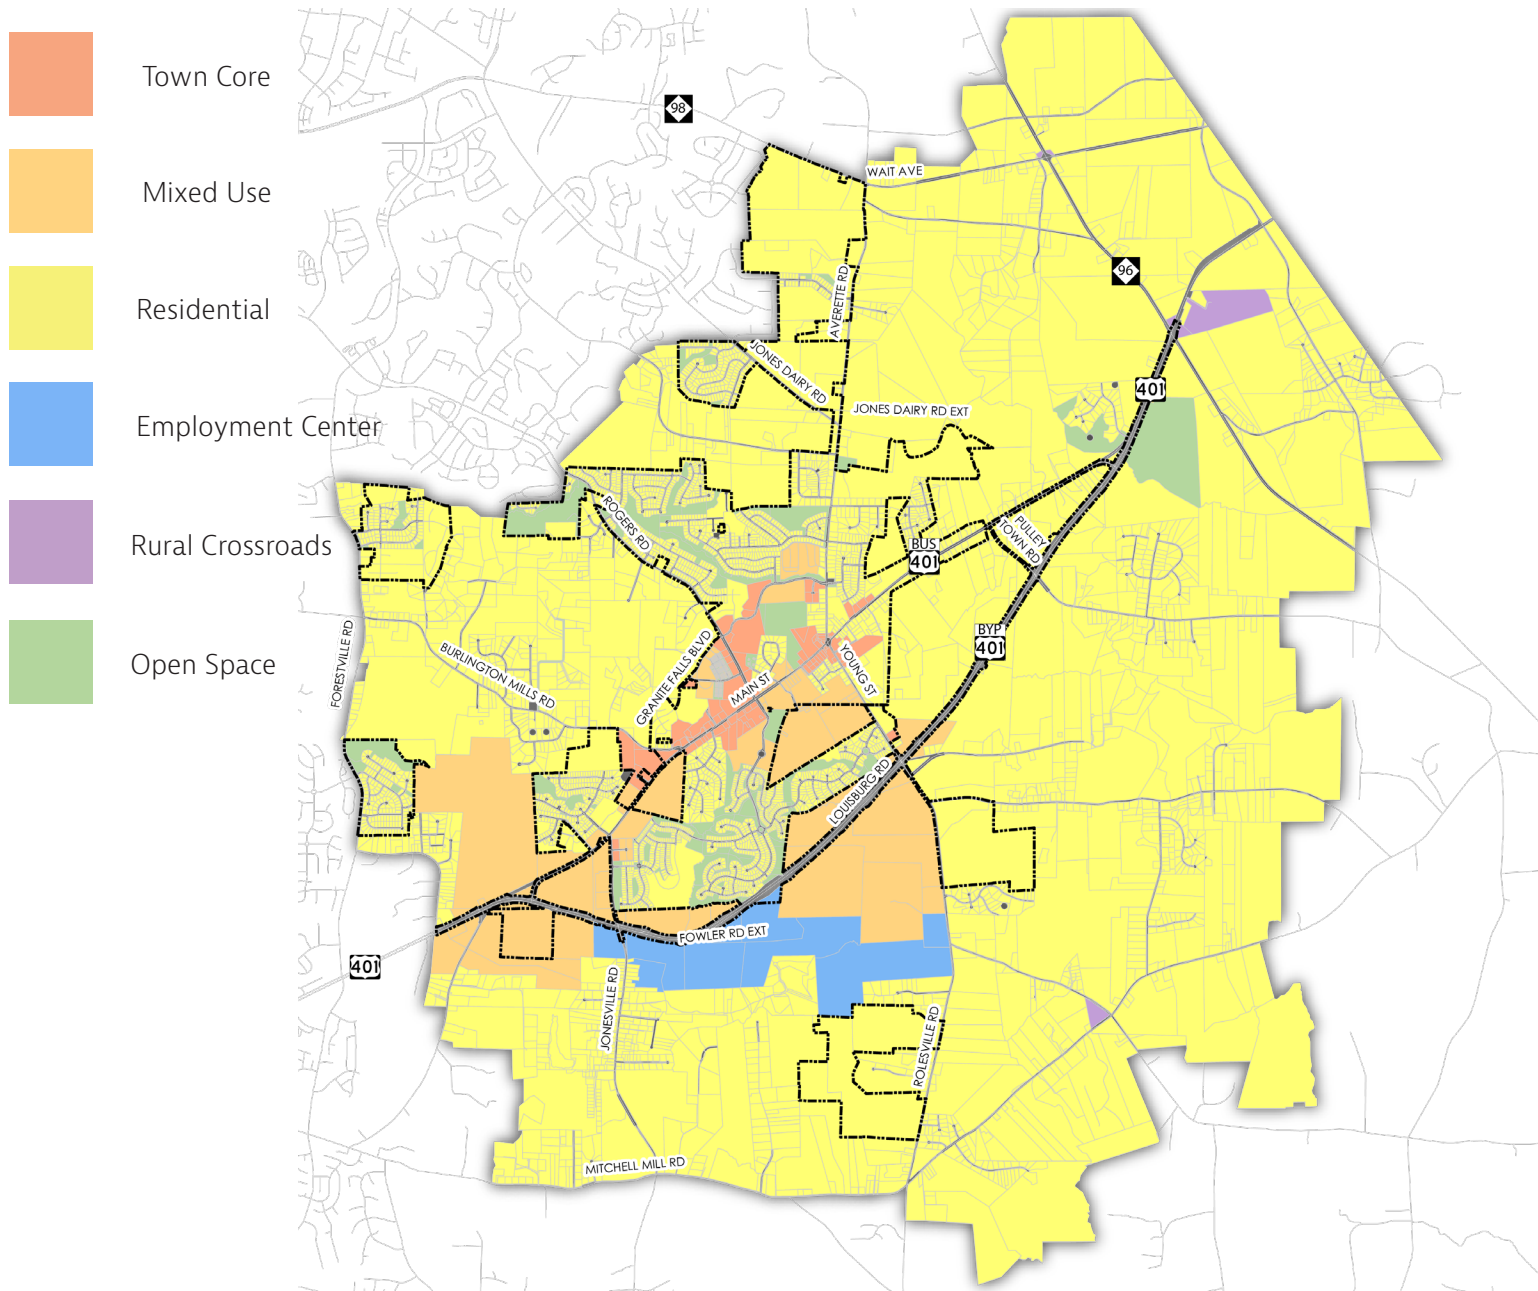 Town Core
Mixed Use
Residential
Employment Center
Rural Crossroads
Open Space
98
WAIT AVE
96
AVERETTE RD
JONES DAIRY RD
401
JONES DAIRY RD EXT
ROGERS RD
PULLEY
TOWN RD
BUS
401
BYP
401
FORESTVILLE RD
BURLINGTON MILLS RD
GRANITE FALLS BLVD
MAIN ST
YOUNG ST
LOUISBURG RD
FOWLER RD EXT
401
JONESVILLE RD
ROLESVILLE RD
MITCHELL MILL RD